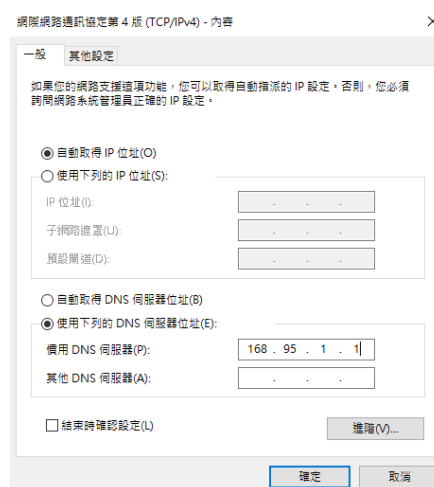 網際網路通訊協定第 4 版 (TCP/IPv4) - 內容
一般 其他設定
如果您的網路支援這項功能，您可以取得自動指派的 IP 設定。否則，您必須
詢問網路系統管理員正確的 IP 設定。
自動取得 IP 位址(O)
使用下列的 IP 位址(S):
IP 位址(I):
子網路遮罩(U):
預設閘道(D):
自動取得 DNS 伺服器位址(B)
使用下列的 DNS 伺服器位址(E):
慣用 DNS 伺服器(P): 168 . 95 . 1 . 1
其他 DNS 伺服器(A):
結束時確認設定(L) 進階(V)...
確定 取消